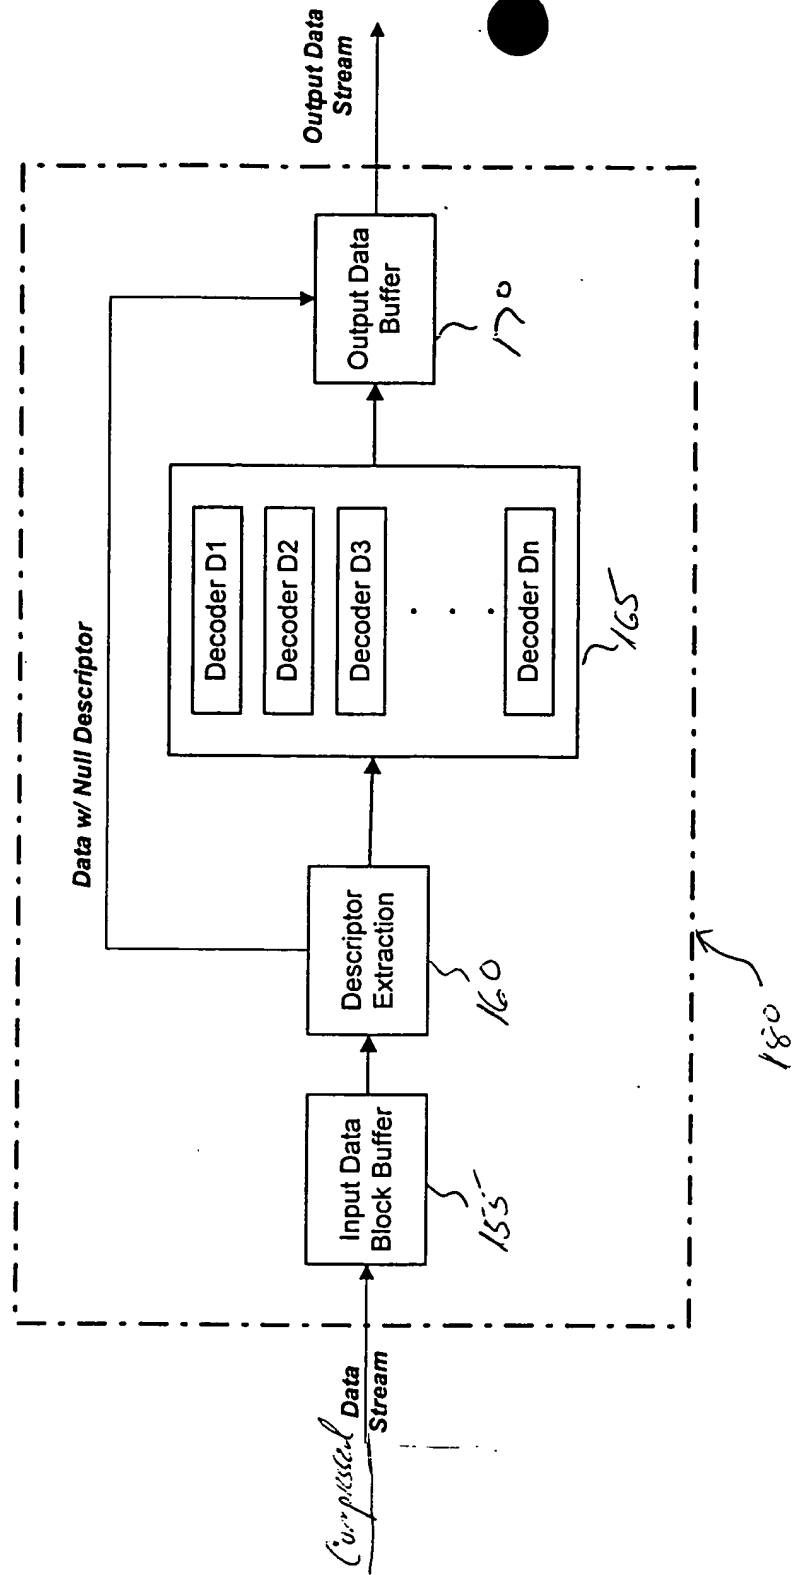 Compressed
Data
Stream
Input Data
Block Buffer
155
Descriptor
Extraction
160
Data w/ Null Descriptor
Decoder D1
Decoder D2
Decoder D3
. . .
Decoder Dn
165
Output Data
Buffer
170
Output Data
Stream
180